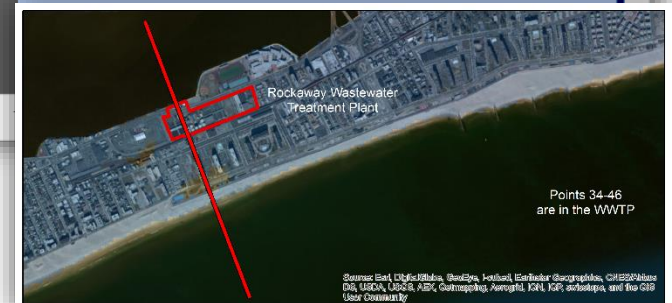 Rockaway Wastewater
Treatment Plant
Points 34-46
are in the WWTP
Source: Esri, DigitalGlobe, GeoEye, i-cubed, Earthstar Geographics, CNES/Airbus
DS, USDA, USGS, AEX, Getmapping, Aerogrid, IGN, IGP, swisstopo, and the GIS
User Community